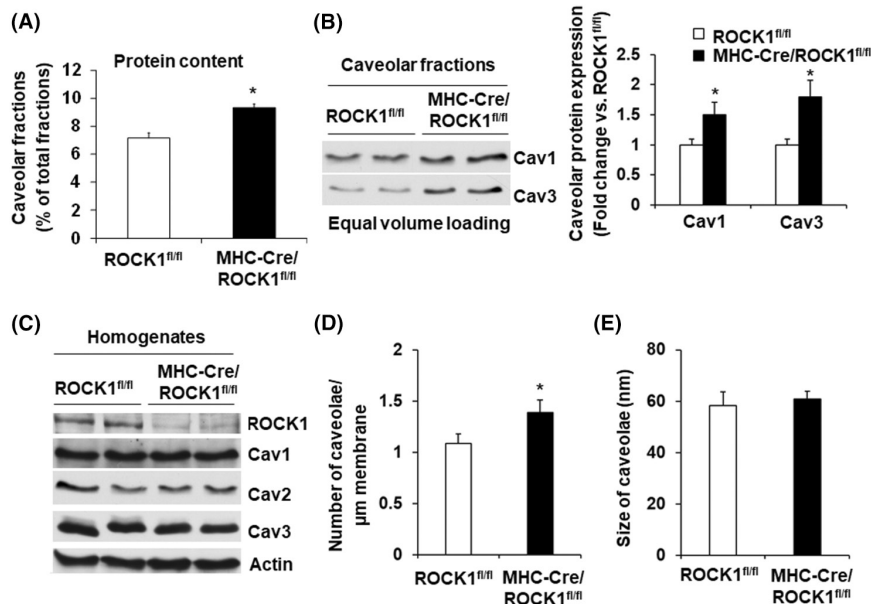 (A)
Protein content
Caveolar fractions
(% of total fractions)
12
10
8
6
4
2
0
*
ROCK1fl/fl
MHC-Cre/
ROCK1fl/fl
(B)
Caveolar fractions
ROCK1fl/fl
MHC-Cre/
ROCK1fl/fl
Cav1
Cav3
Equal volume loading
ROCK1fl/fl
MHC-Cre/ROCK1fl/fl
Caveolar protein expression
(Fold change vs. ROCK1fl/fl)
2.5
2
1.5
1
0.5
0
*
*
Cav1
Cav3
(C)
Homogenates
ROCK1fl/fl
MHC-Cre/
ROCK1fl/fl
ROCK1
Cav1
Cav2
Cav3
Actin
(D)
Number of caveolae/
µm membrane
2
1.5
1
0.5
0
*
ROCK1fl/fl
MHC-Cre/
ROCK1fl/fl
(E)
Size of caveolae (nm)
80
60
40
20
0
ROCK1fl/fl
MHC-Cre/
ROCK1fl/fl